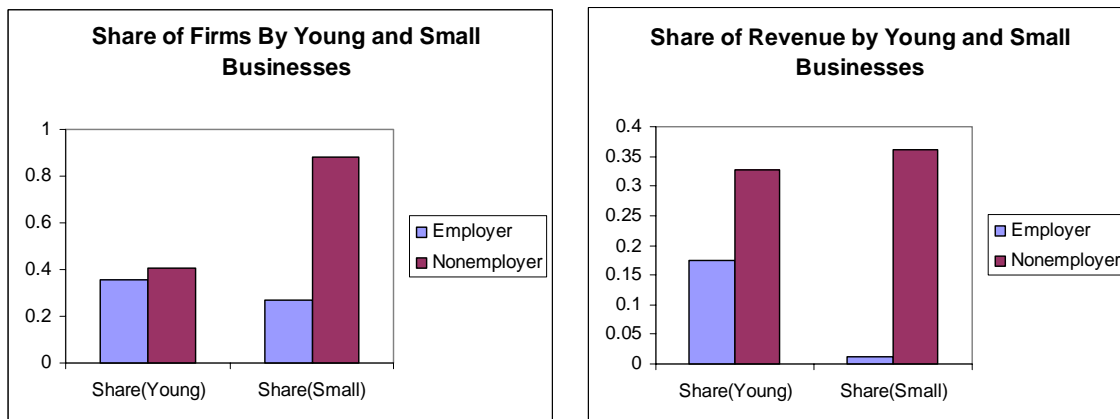 Share of Firms By Young and Small
Businesses
1
0.8
0.6
0.4
0.2
0
Share(Young)
Share(Small)
Employer
Nonemployer
Share of Revenue by Young and Small
Businesses
0.4
0.35
0.3
0.25
0.2
0.15
0.1
0.05
0
Share(Young)
Share(Small)
Employer
Nonemployer